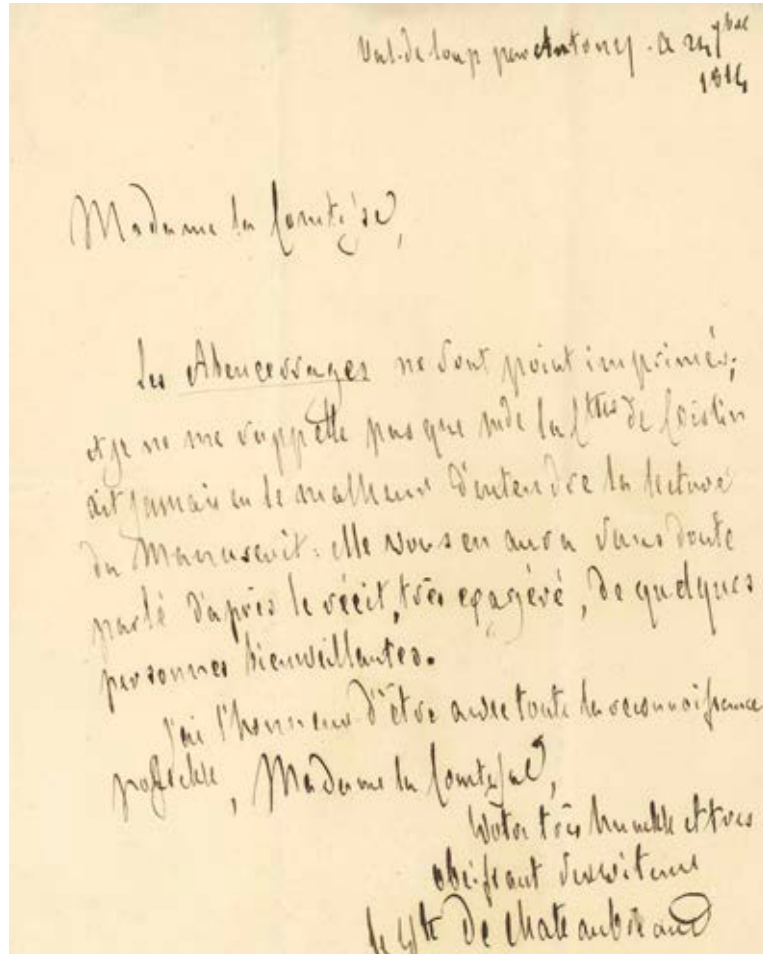 Val-de-loup par Antony. Ce 24 7bre
1814
Madame la Comtesse,
Les Abencerrages ne sont point imprimés;
et je ne me rappelle pas que mde la Ctesse de Coislin
ait jamais eu le malheur d'entendre la lecture
du Manuscrit: elle vous en aura sans doute
parlé d'après le récit, très exagéré, de quelques
personnes bienveillantes.
J'ai l'honneur d'être avec toute la reconnoissance
possible, Madame la Comtesse,
Votre très humble et très
obéissant serviteur
le Vte de Chateaubriand